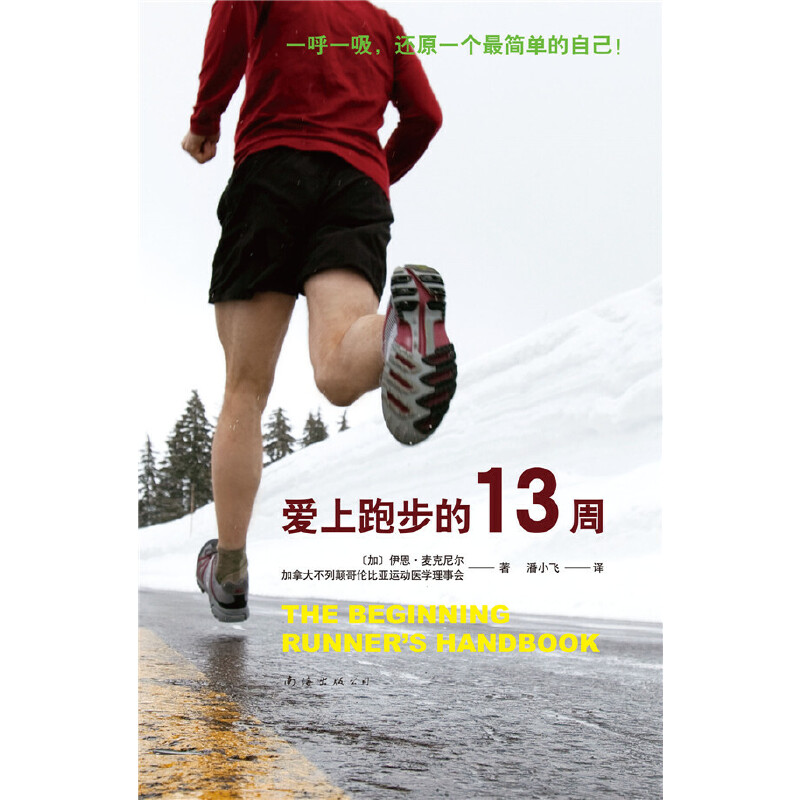 一呼一吸，还原一个最简单的自己！
爱上跑步的13周
〔加〕伊恩·麦克尼尔
加拿大不列颠哥伦比亚运动医学理事会 —— 著 潘小飞 —— 译
THE BEGINNING
RUNNER'S HANDBOOK
南海出版公司